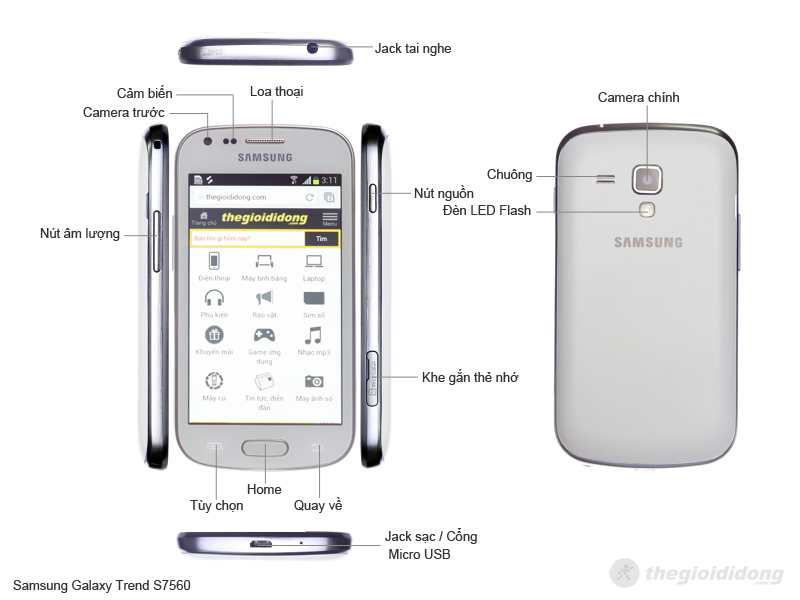 Jack tai nghe
Cảm biến
Loa thoại
Camera trước
SAMSUNG
3:11
thegioididong.com
2
Trang chủ
thegioididong
.com
Menu
Bạn tìm gì hôm nay?
Tìm
Điện thoại
Máy tính bảng
Laptop
Phụ kiện
Rao vặt
Sim số
Khuyến mãi
Game ứng dụng
Nhạc mp3
Máy cũ
Tin tức, diễn đàn
Máy ảnh số
Nút âm lượng
Nút nguồn
Khe gắn thẻ nhớ
Tùy chọn
Home
Quay về
Camera chính
Chuông
Đèn LED Flash
SAMSUNG
Jack sạc / Cổng
Micro USB
Samsung Galaxy Trend S7560
thegioididong
.com